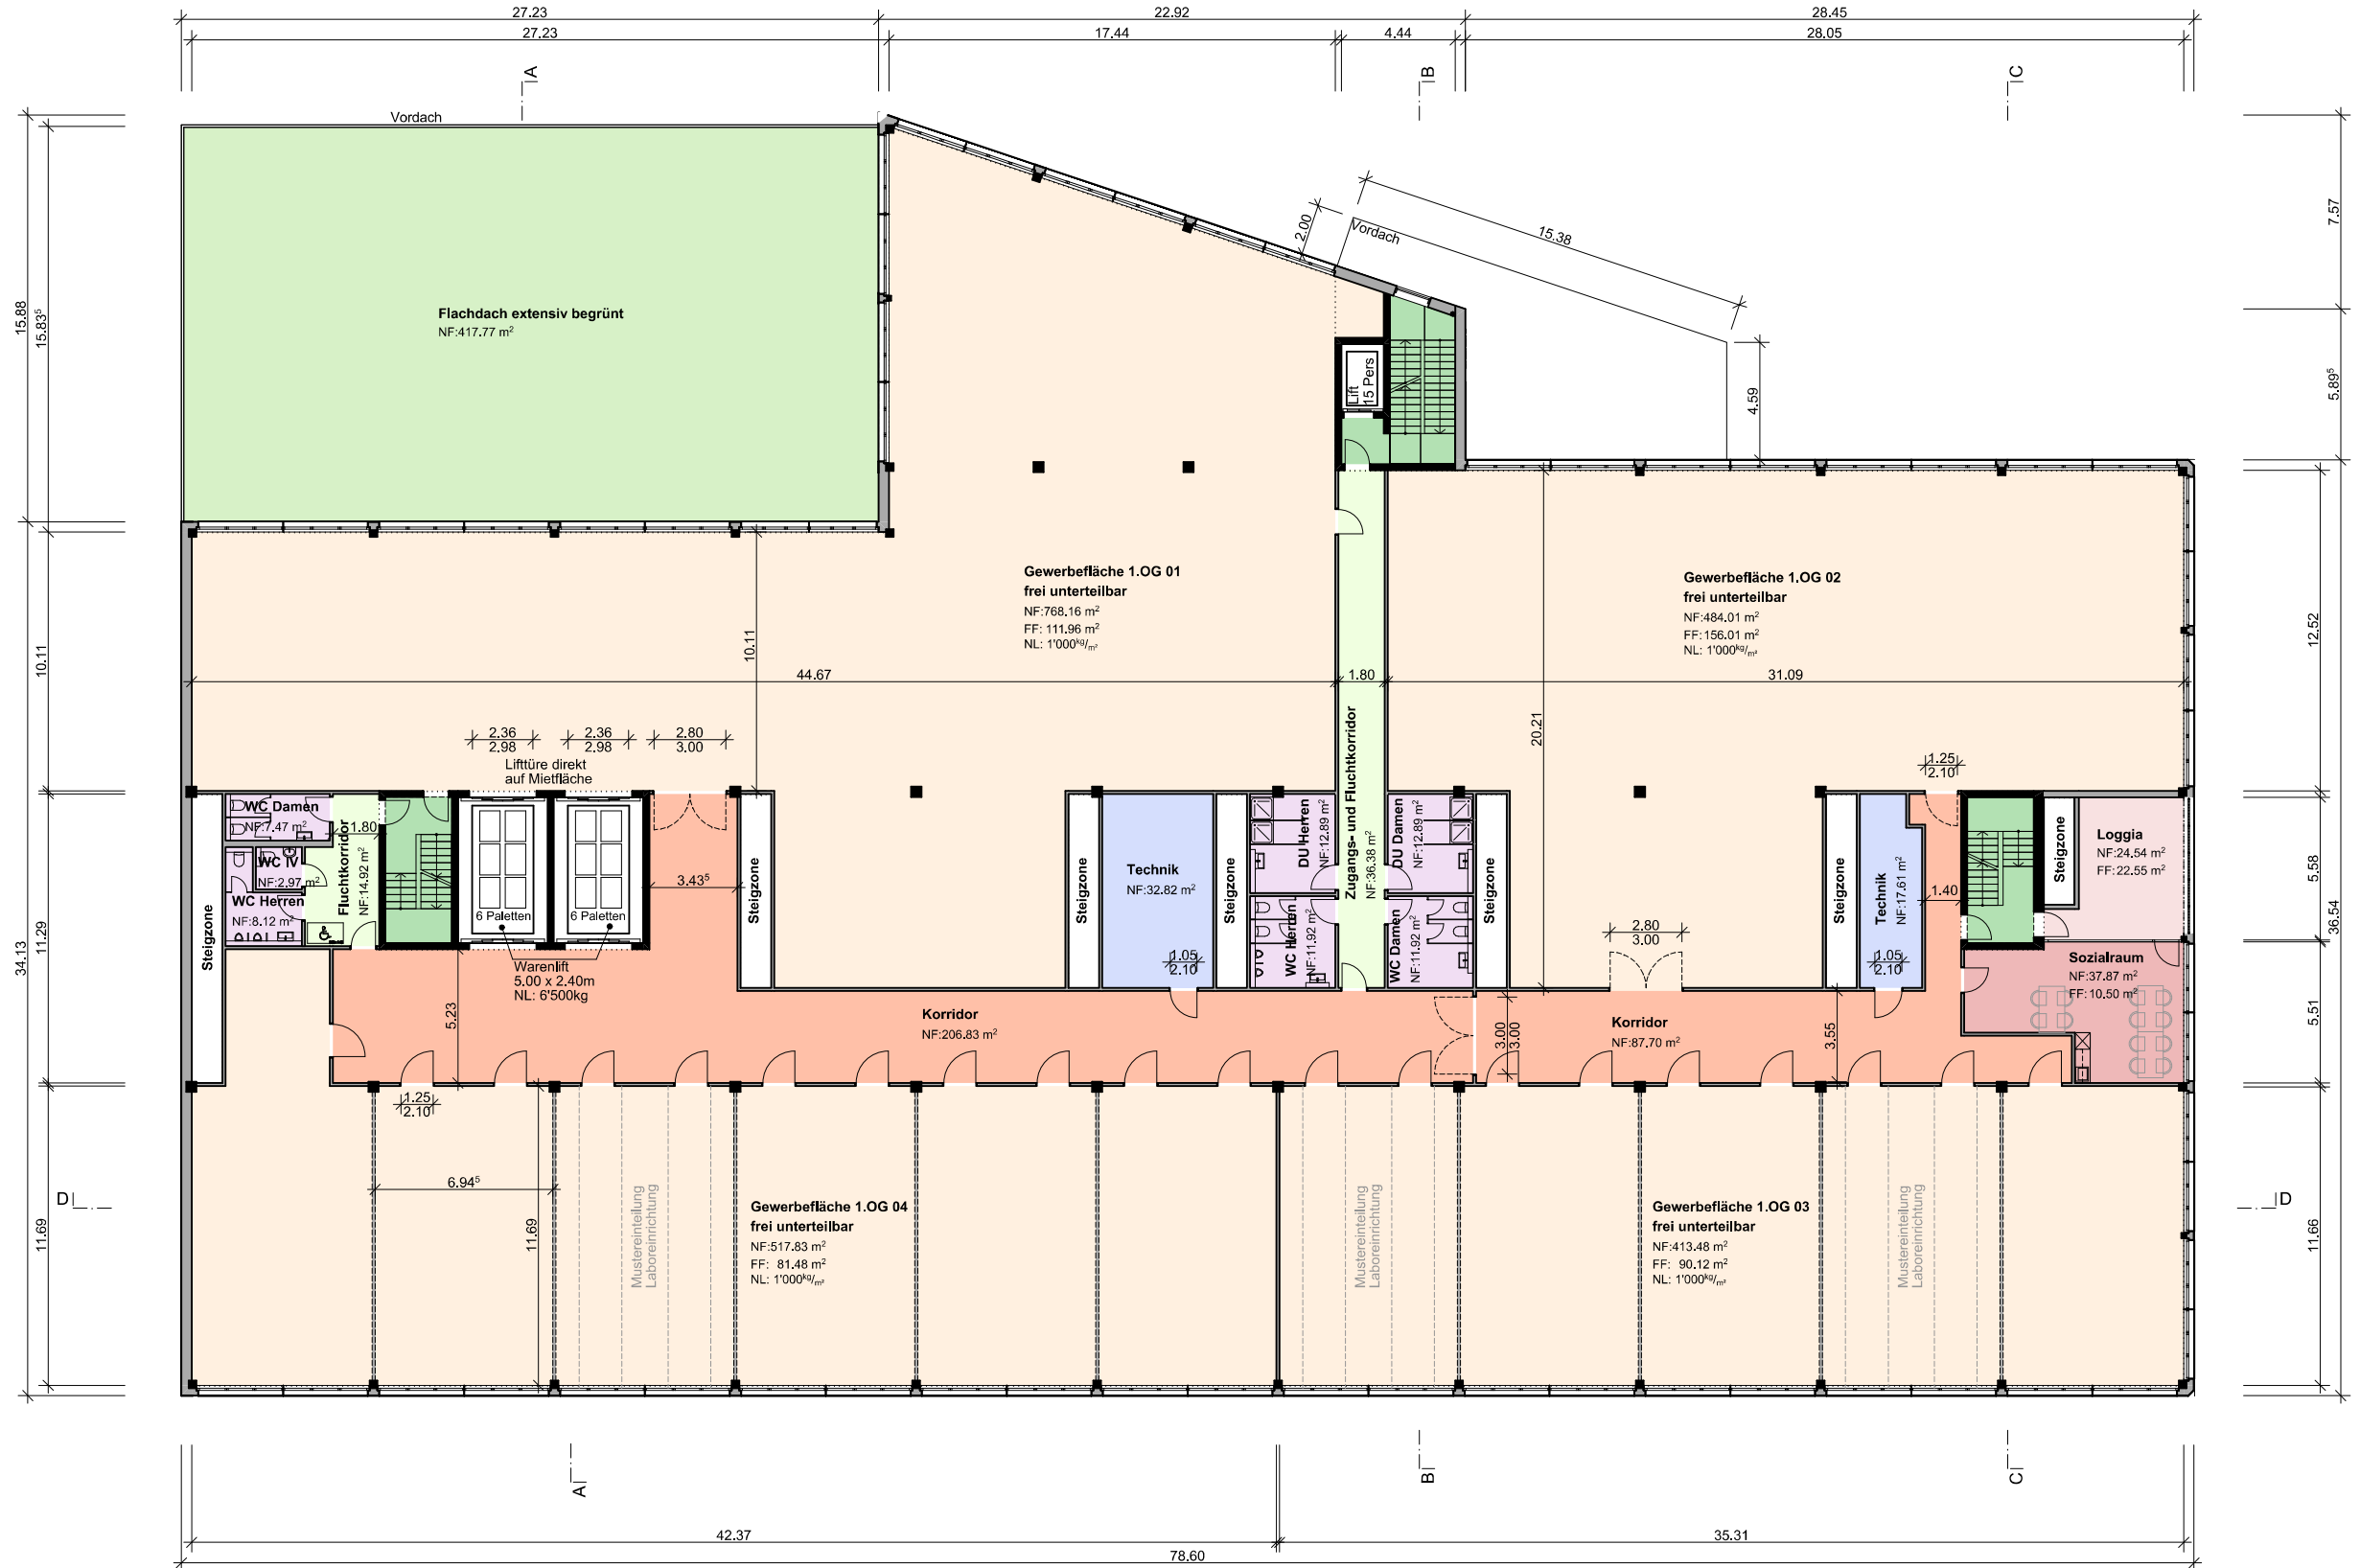 27.23
22.92
28.45
27.23
17.44
4.44
28.05
A
B
C
Vordach
15.88
15.83⁵
7.57
5.89⁵
2.00
Vordach
15.38
4.59
Flachdach extensiv begrünt
NF:417.77 m²
Lift
15 Pers
10.11
34.13
11.29
11.69
12.52
36.54
5.58
5.51
11.66
Gewerbefläche 1.OG 01
frei unterteilbar
NF:768.16 m²
FF: 111.96 m²
NL: 1'000kg/m²
Gewerbefläche 1.OG 02
frei unterteilbar
NF:484.01 m²
FF:156.01 m²
NL: 1'000kg/m²
10.11
44.67
1.80
31.09
20.21
Zugangs- und Fluchtkorridor
NF:36.38 m²
2.36
2.98
2.36
2.98
2.80
3.00
Lifttüre direkt
auf Mietfläche
1.25
2.10
WC Damen
NF:7.47 m²
1.80
WC IV
NF:2.97 m²
WC Herren
NF:8.12 m²
Fluchtkorridor
NF:14.92 m²
Steigzone
6 Paletten
6 Paletten
Warenlift
5.00 x 2.40m
NL: 6'500kg
3.43⁵
Steigzone
Steigzone
Technik
NF:32.82 m²
1.05
2.10
Steigzone
DU Herren
NF:12.89 m²
WC Herren
NF:11.92 m²
DU Damen
NF:12.89 m²
WC Damen
NF:11.92 m²
Steigzone
2.80
3.00
Steigzone
Technik
NF:17.61 m²
1.05
2.10
1.40
Steigzone
Loggia
NF:24.54 m²
FF:22.55 m²
Sozialraum
NF:37.87 m²
FF: 10.50 m²
5.23
Korridor
NF:206.83 m²
3.00
3.00
Korridor
NF:87.70 m²
3.55
1.25
2.10
6.94⁵
11.69
Mustereinteilung
Laboreinrichtung
Gewerbefläche 1.OG 04
frei unterteilbar
NF:517.83 m²
FF: 81.48 m²
NL: 1'000kg/m²
Mustereinteilung
Laboreinrichtung
Gewerbefläche 1.OG 03
frei unterteilbar
NF:413.48 m²
FF: 90.12 m²
NL: 1'000kg/m²
Mustereinteilung
Laboreinrichtung
D
D
A
B
C
42.37
35.31
78.60